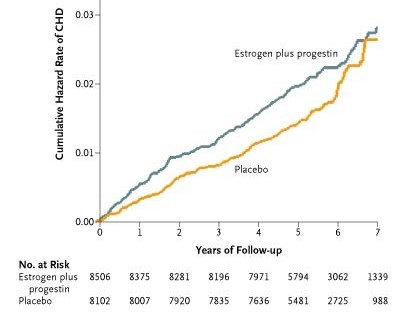 Cumulative Hazard Rate of CHD
0.03
0.02
0.01
0.00
Estrogen plus progestin
Placebo
0 1 2 3 4 5 6 7
Years of Follow-up
No. at Risk
Estrogen plus 8506 8375 8281 8196 7971 5794 3062 1339
progestin
Placebo 8102 8007 7920 7835 7636 5481 2725 988